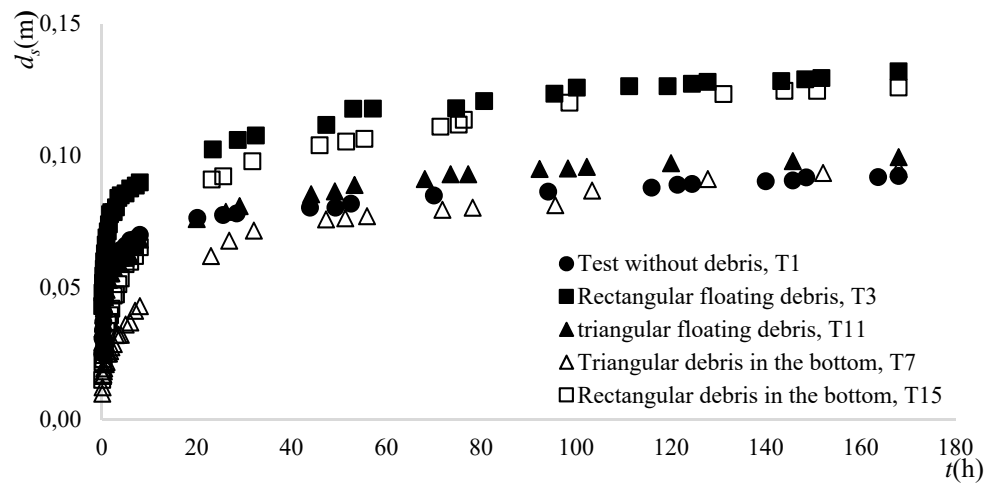 0,15
d_s(m)
0,10
0,05
0,00
Test without debris, T1
Rectangular floating debris, T3
triangular floating debris, T11
Triangular debris in the bottom, T7
Rectangular debris in the bottom, T15
0 20 40 60 80 100 120 140 160 180
t(h)